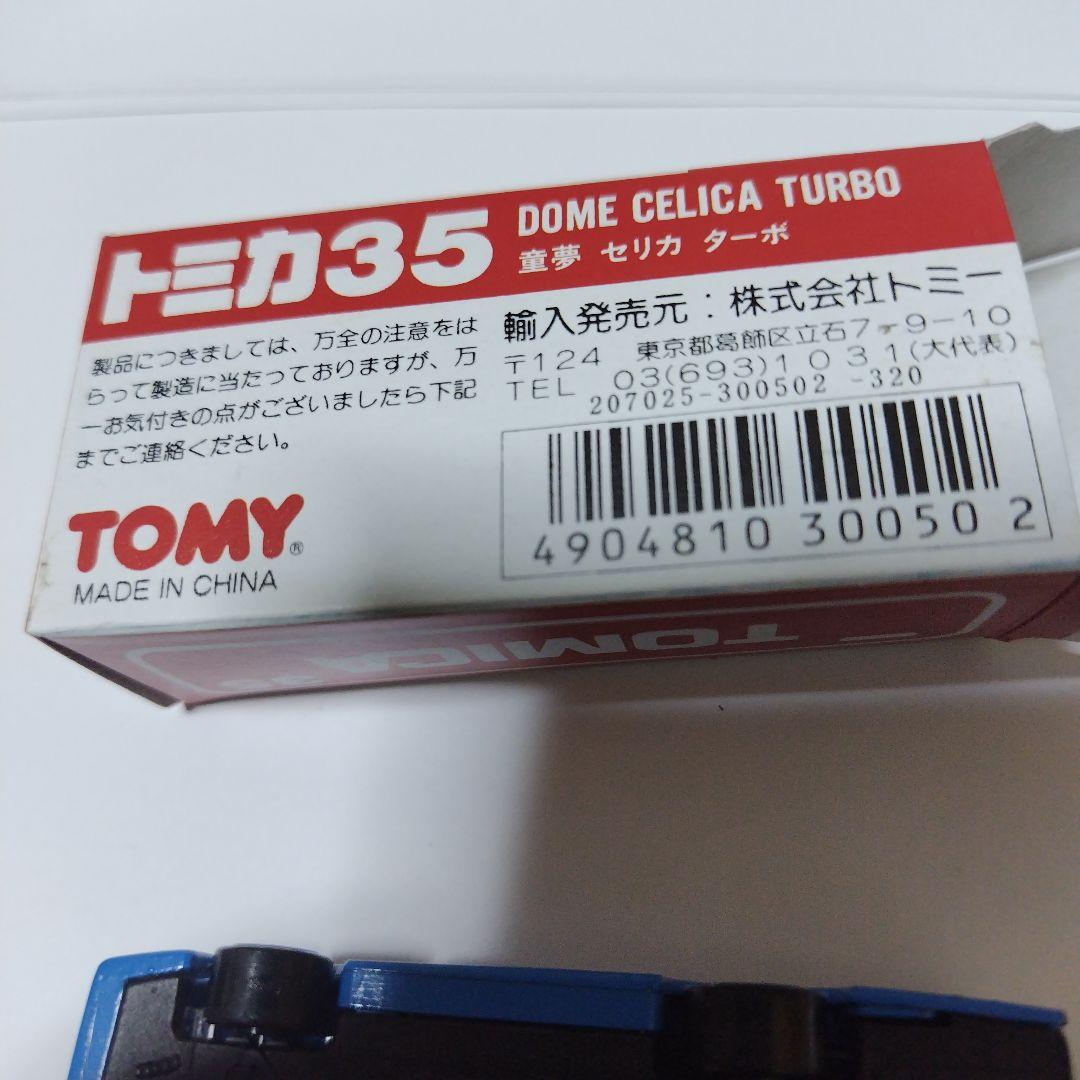 トミカ35
DOME CELICA TURBO
童夢 セリカ ターボ
製品につきましては、万全の注意をは
らって製造に当たっておりますが、万
一お気付きの点がございましたら下記
までご連絡ください。
輸入発売元：株式会社トミー
〒124 東京都葛飾区立石7-9-10
TEL 03(693)1031(大代表)
207025-300502 -320
4904810 300502
TOMY®
MADE IN CHINA
TOMICA